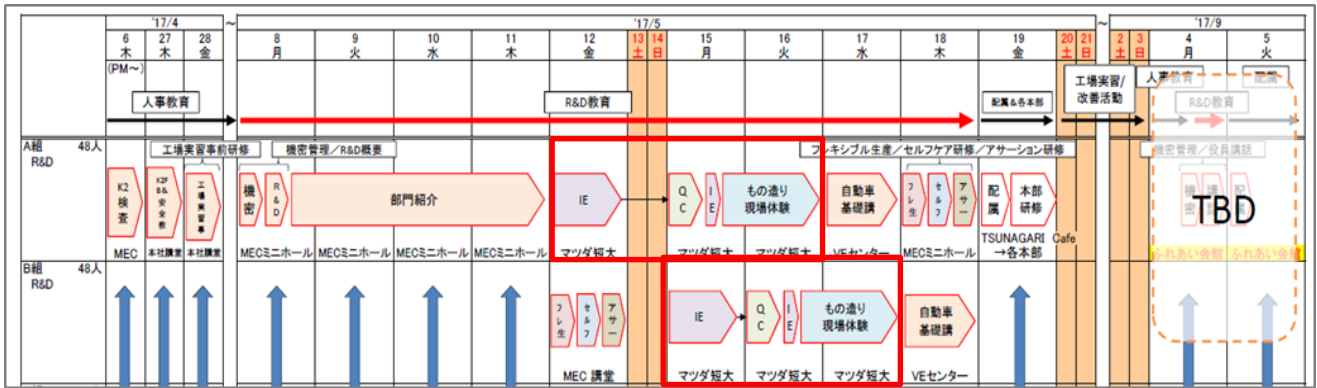 '17/4
～
'17/5
～
'17/9
6
27
28
8
9
10
11
12
13
14
15
16
17
18
19
20
21
2
3
4
5
木
木
金
月
火
水
木
金
土
日
月
火
水
木
金
土
日
土
日
月
火
(PM～)
人事教育
R&D教育
配属&各本部
工場実習/
改善活動
人事教育
配属
R&D教育
A組 48人
R&D
工場実習事前研修
機密管理／R&D概要
フレキシブル生産／セルフケア研修／アサーション研修
機密管理／役員講話
K2
検
査
工
場
実
習
事
機
密
R
&
D
部門紹介
IE
Q
C
I
E
もの造り
現場体験
自動車
基礎講
フ
レ
生
セ
ル
フ
ア
サ
ー
配
属
本部
研修
TBD
MEC
本社講堂
本社講堂
MECミニホール
MECミニホール
MECミニホール
MECミニホール
マツダ短大
マツダ短大
マツダ短大
VEセンター
MECミニホール
TSUNAGARI Cafe
→各本部
ふれあい会館
ふれあい会館
B組 48人
R&D
フ
レ
生
セ
ル
フ
ア
サ
ー
IE
Q
C
I
E
もの造り
現場体験
自動車
基礎講
MEC 講堂
マツダ短大
マツダ短大
マツダ短大
VEセンター